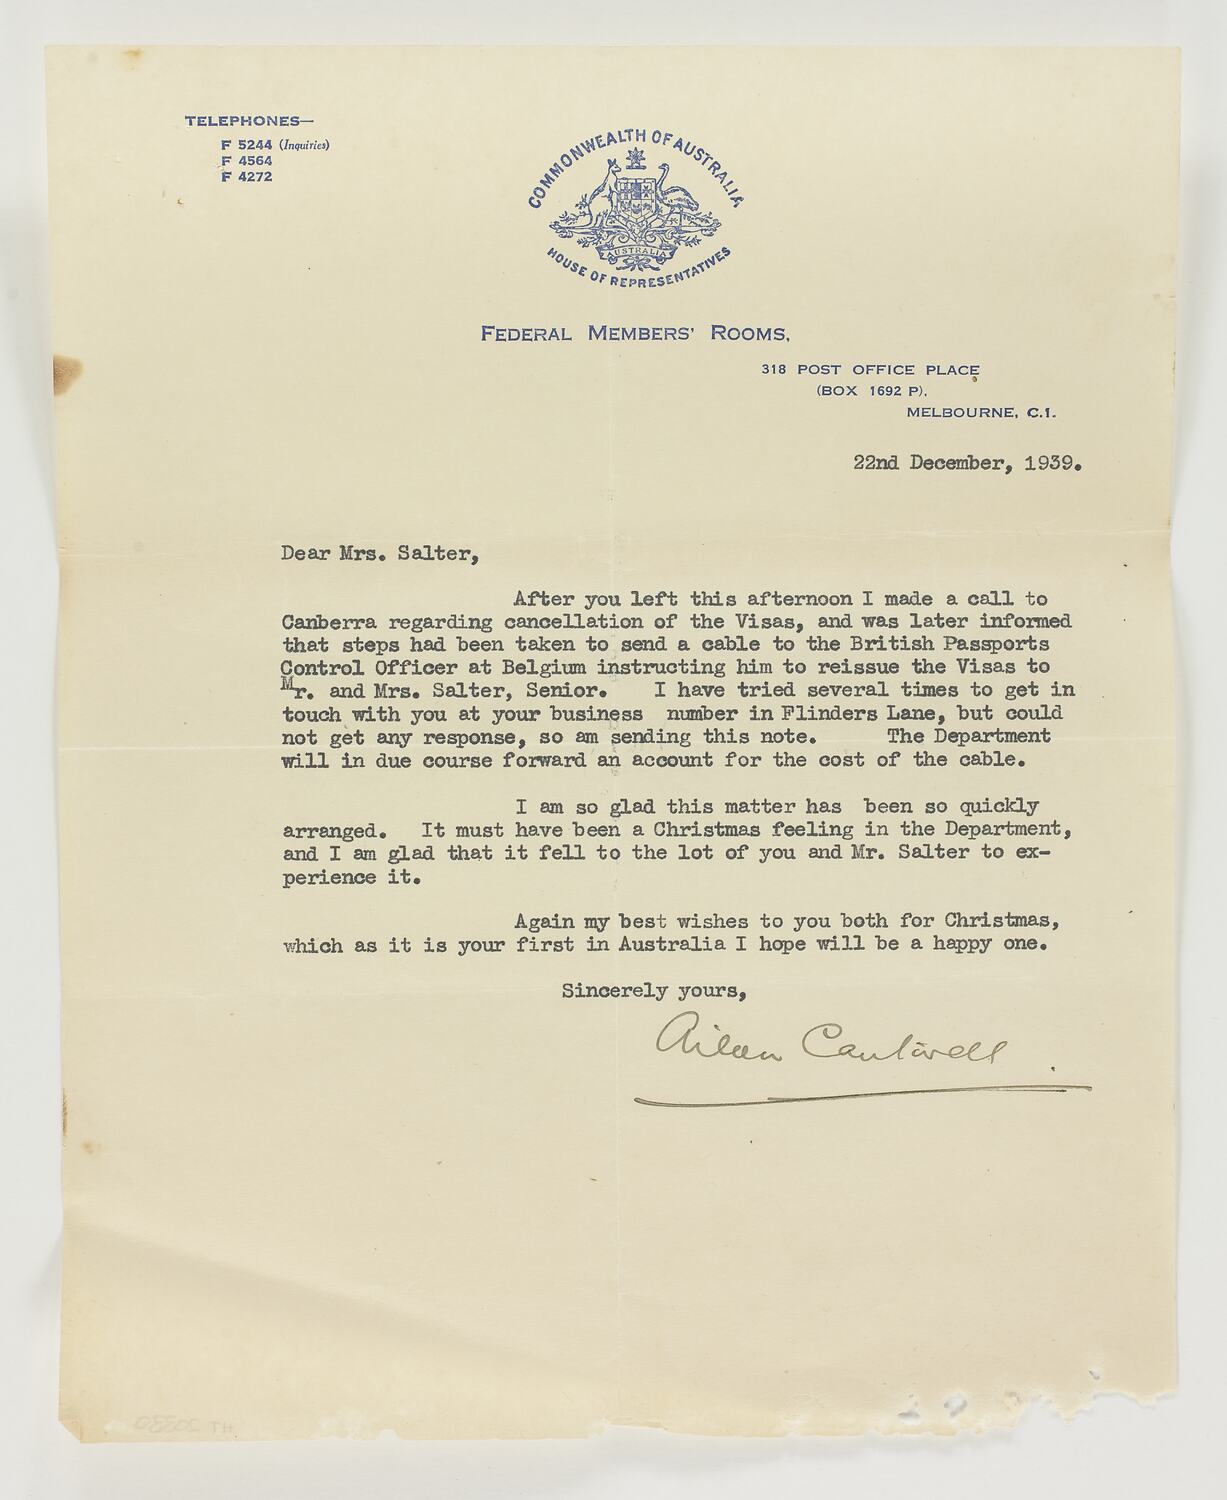 TELEPHONES—
F 5244 (Inquiries)
F 4564
F 4272
COMMONWEALTH OF AUSTRALIA
AUSTRALIA
HOUSE OF REPRESENTATIVES
FEDERAL MEMBERS' ROOMS,
318 POST OFFICE PLACE
(BOX 1692 P),
MELBOURNE, C.1.
22nd December, 1939.
Dear Mrs. Salter,
After you left this afternoon I made a call to
Canberra regarding cancellation of the Visas, and was later informed
that steps had been taken to send a cable to the British Passports
Control Officer at Belgium instructing him to reissue the Visas to
Mr. and Mrs. Salter, Senior. I have tried several times to get in
touch with you at your business number in Flinders Lane, but could
not get any response, so am sending this note. The Department
will in due course forward an account for the cost of the cable.
I am so glad this matter has been so quickly
arranged. It must have been a Christmas feeling in the Department,
and I am glad that it fell to the lot of you and Mr. Salter to ex-
perience it.
Again my best wishes to you both for Christmas,
which as it is your first in Australia I hope will be a happy one.
Sincerely yours,
Aileen Cantwell